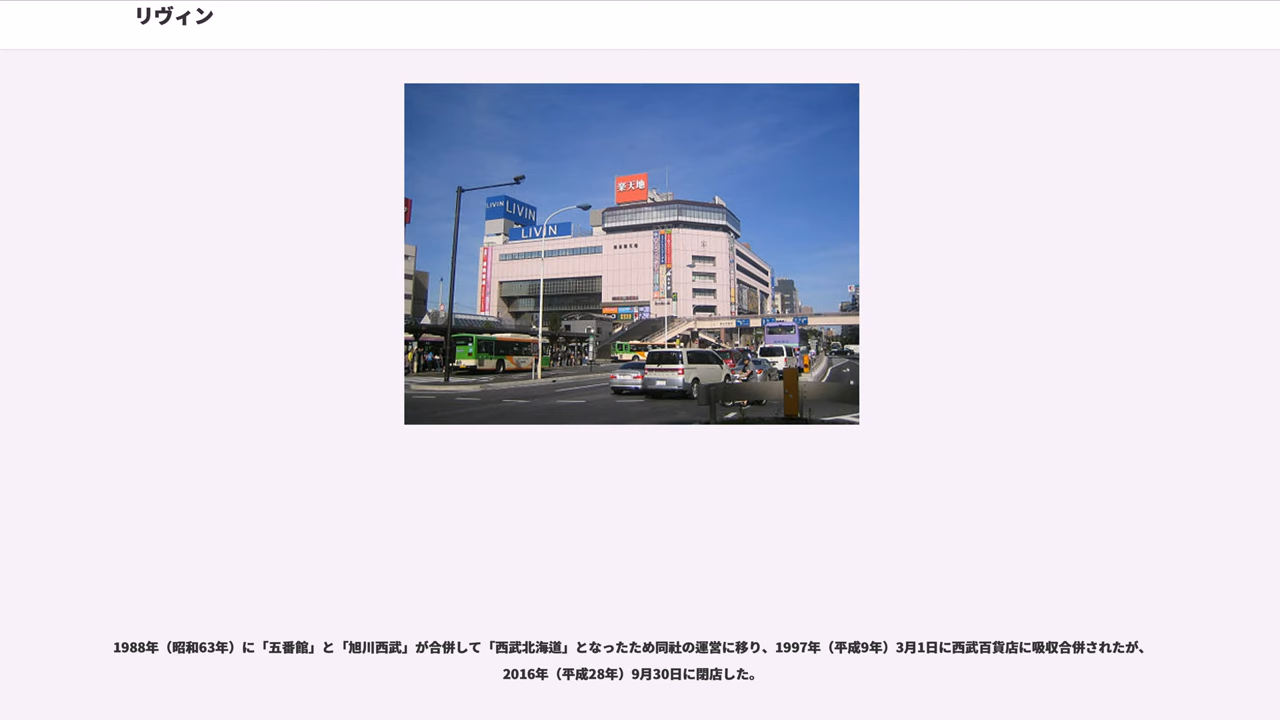 リヴィン
楽天地
LIVIN
LIVIN
LIVIN
1988年（昭和63年）に「五番館」と「旭川西武」が合併して「西武北海道」となったため同社の運営に移り、1997年（平成9年）3月1日に西武百貨店に吸収合併されたが、
2016年（平成28年）9月30日に閉店した。